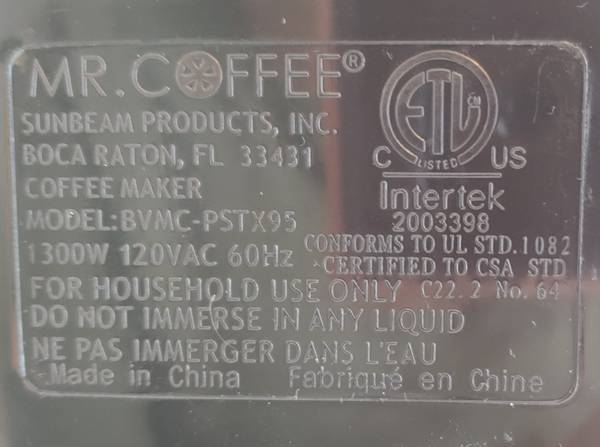 MR. COFFEE®
SUNBEAM PRODUCTS, INC.
BOCA RATON, FL 33431
COFFEE MAKER
MODEL: BVMC-PSTX95
1300W 120VAC 60Hz
ETL CM
LISTED
C US
Intertek
2003398
CONFORMS TO UL STD. 1082
CERTIFIED TO CSA STD
C22.2 No. 64
FOR HOUSEHOLD USE ONLY
DO NOT IMMERSE IN ANY LIQUID
NE PAS IMMERGER DANS L'EAU
Made in China Fabriqué en Chine